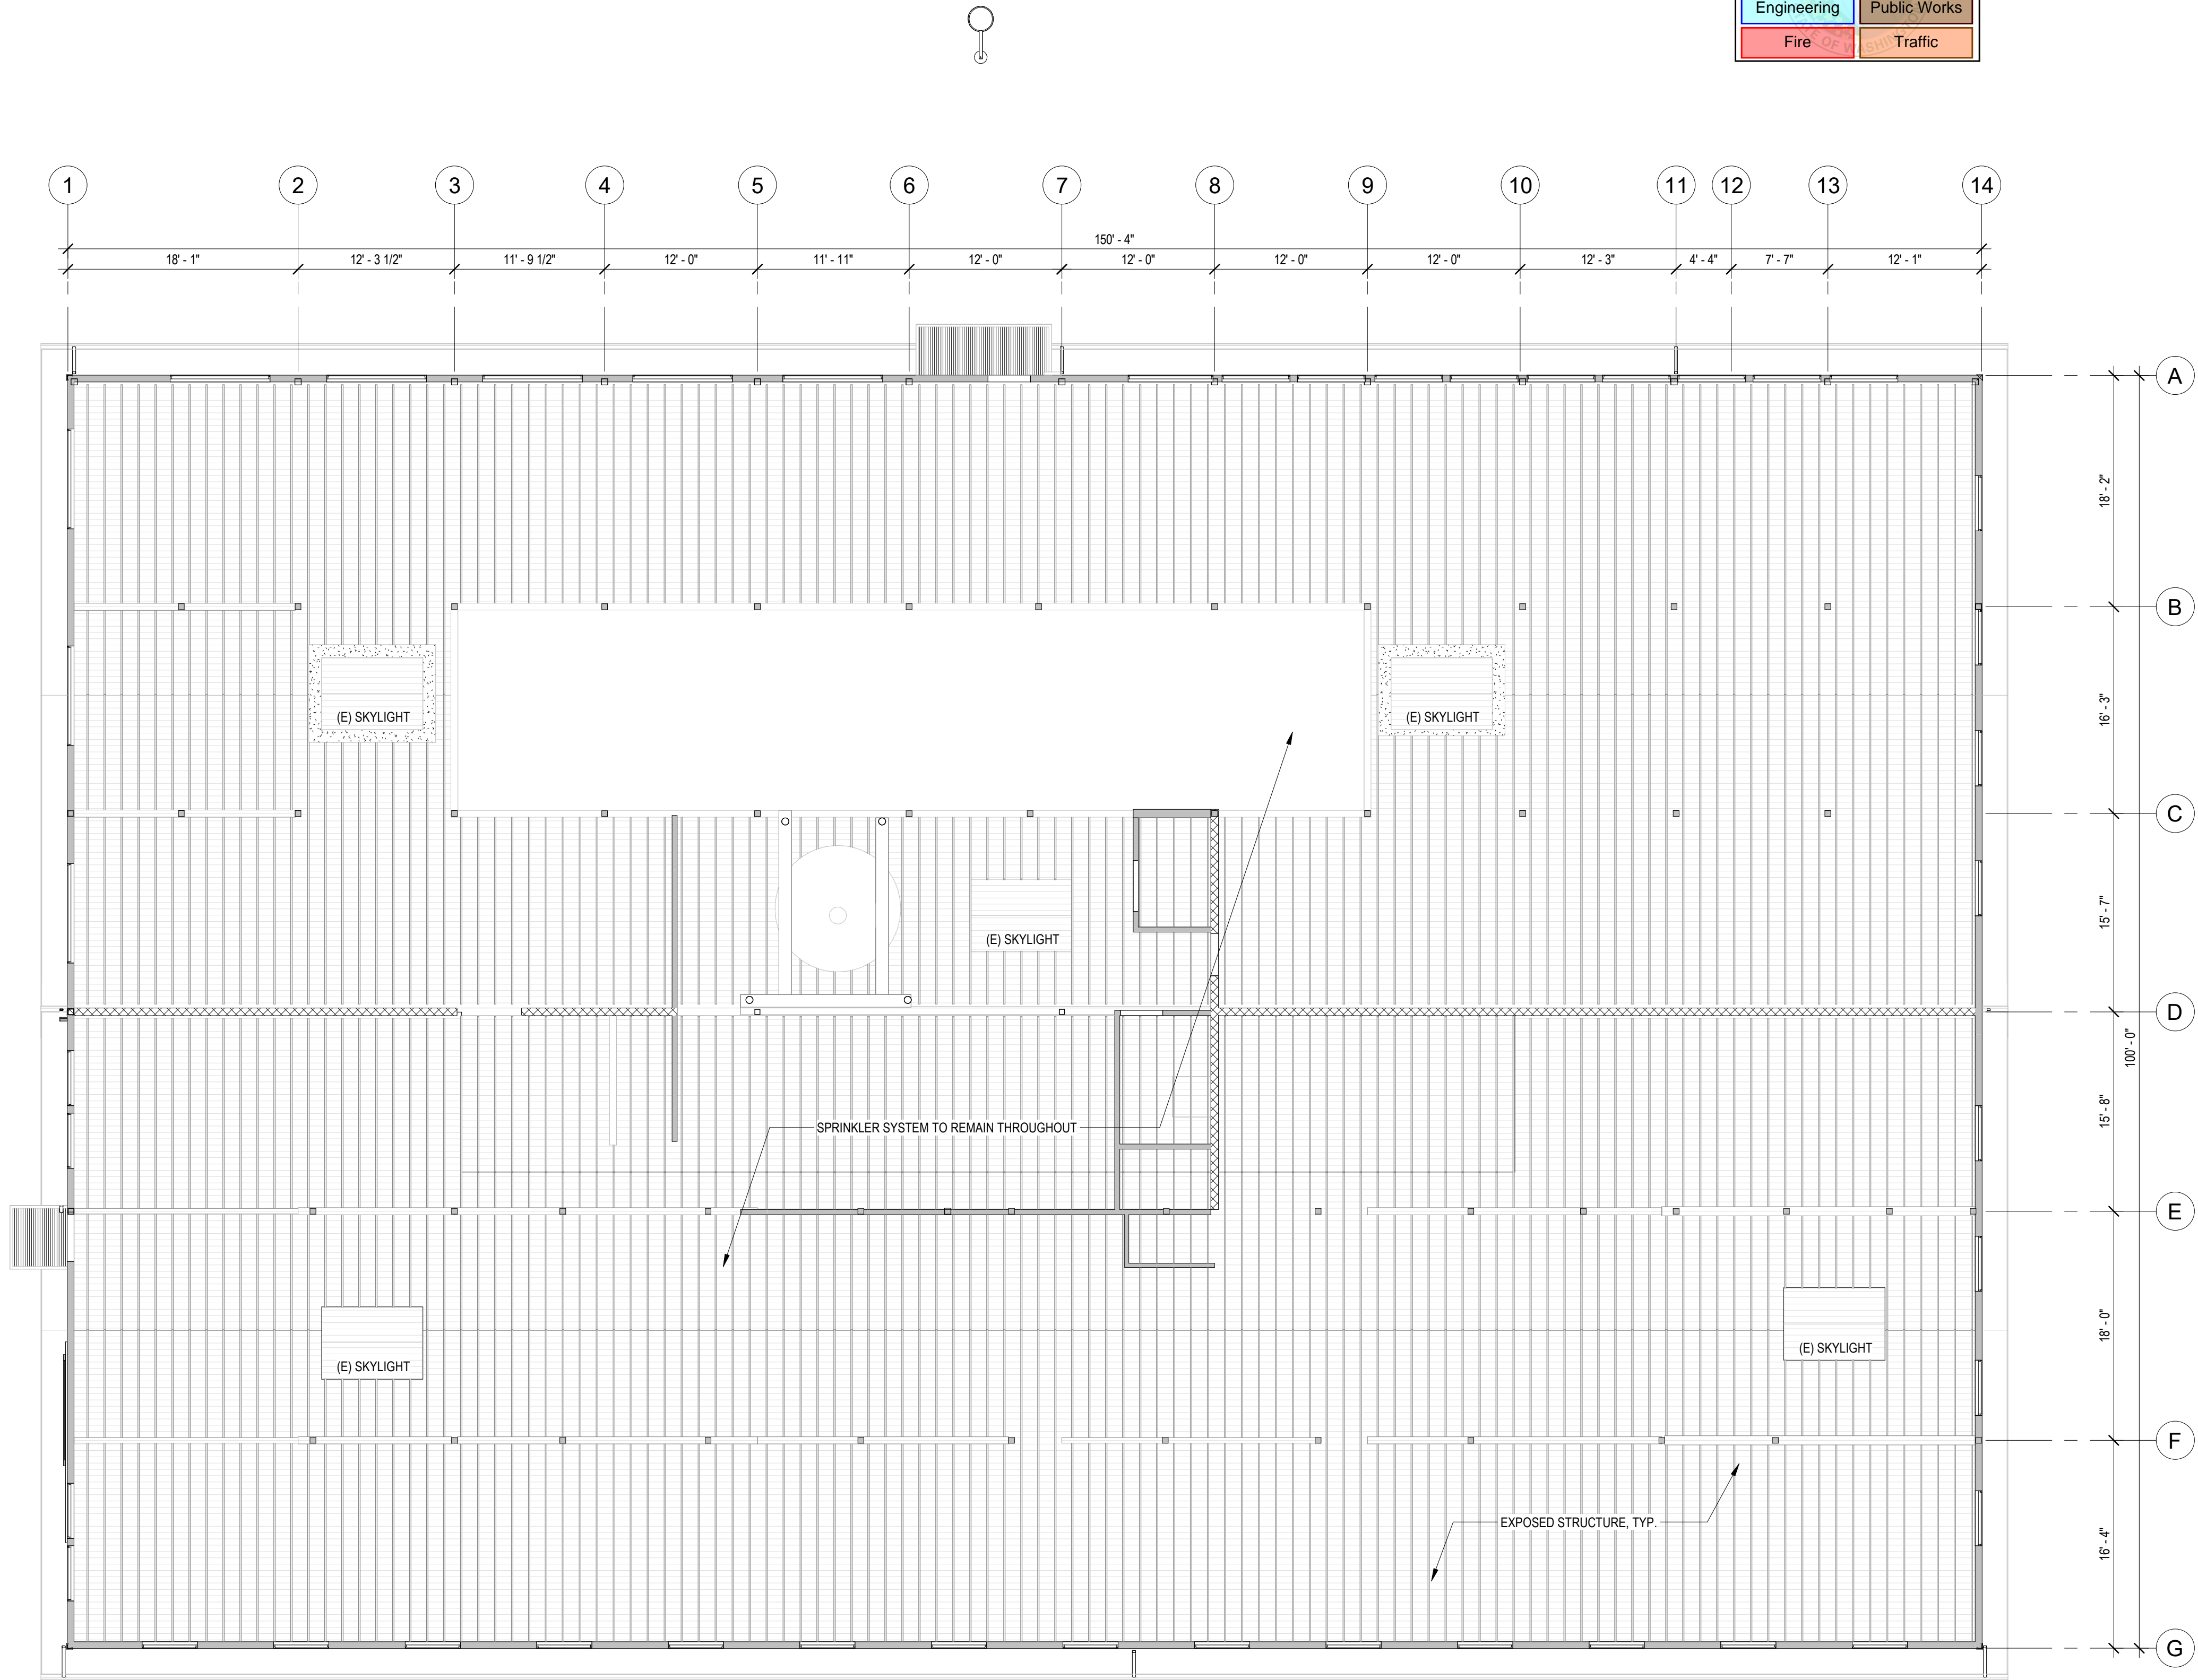 Engineering
Public Works
Fire
Traffic
1
2
3
4
5
6
7
8
9
10
11
12
13
14
150' - 4"
18' - 1"
12' - 3 1/2"
11' - 9 1/2"
12' - 0"
11' - 11"
12' - 0"
12' - 0"
12' - 0"
12' - 0"
12' - 3"
4' - 4"
7' - 7"
12' - 1"
A
18' - 2"
B
16' - 3"
(E) SKYLIGHT
(E) SKYLIGHT
C
15' - 7"
(E) SKYLIGHT
D
100' - 0"
15' - 8"
SPRINKLER SYSTEM TO REMAIN THROUGHOUT
E
18' - 0"
(E) SKYLIGHT
(E) SKYLIGHT
F
EXPOSED STRUCTURE, TYP.
16' - 4"
G